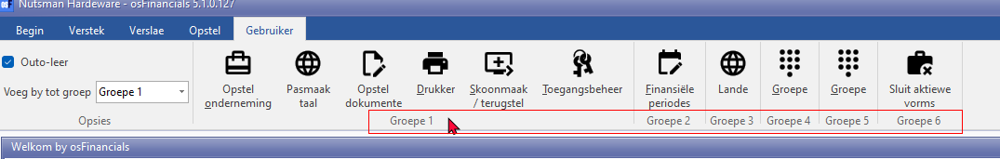 Nutsman Hardware - osFinancials 5.1.0.127
Begin Verstek Verslae Opstel Gebruiker
Outo-leer
Voeg by tot groep Groepe 1
Opsies
Opstel onderneming
Pasmaak taal
Opstel dokumente
Drukker
Skoonmaak / terugstel
Toegangsbeheer
Groepe 1
Finansiële periodes
Groepe 2
Lande
Groepe 3
Groepe
Groepe 4
Groepe
Groepe 5
Sluit aktiewe vorms
Groepe 6
Welkom by osFinancials